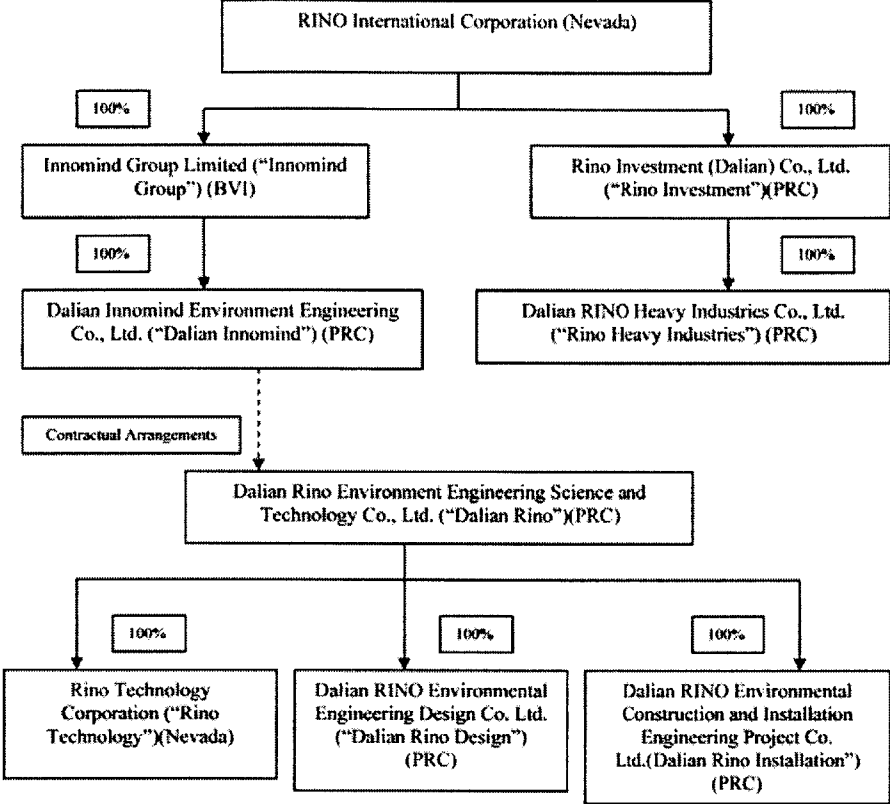 RINO International Corporation (Nevada)
100%
100%
Innomind Group Limited (“Innomind
Group”) (BVI)
Rino Investment (Dalian) Co., Ltd.
(“Rino Investment”)(PRC)
100%
100%
Dalian Innomind Environment Engineering
Co., Ltd. (“Dalian Innomind”) (PRC)
Dalian RINO Heavy Industries Co., Ltd.
(“Rino Heavy Industries”) (PRC)
Contractual Arrangements
Dalian Rino Environment Engineering Science and
Technology Co., Ltd. (“Dalian Rino”)(PRC)
100%
100%
100%
Rino Technology
Corporation (“Rino
Technology”)(Nevada)
Dalian RINO Environmental
Engineering Design Co. Ltd.
(“Dalian Rino Design”)
(PRC)
Dalian RINO Environmental
Construction and Installation
Engineering Project Co.
Ltd.(Dalian Rino Installation”)
(PRC)